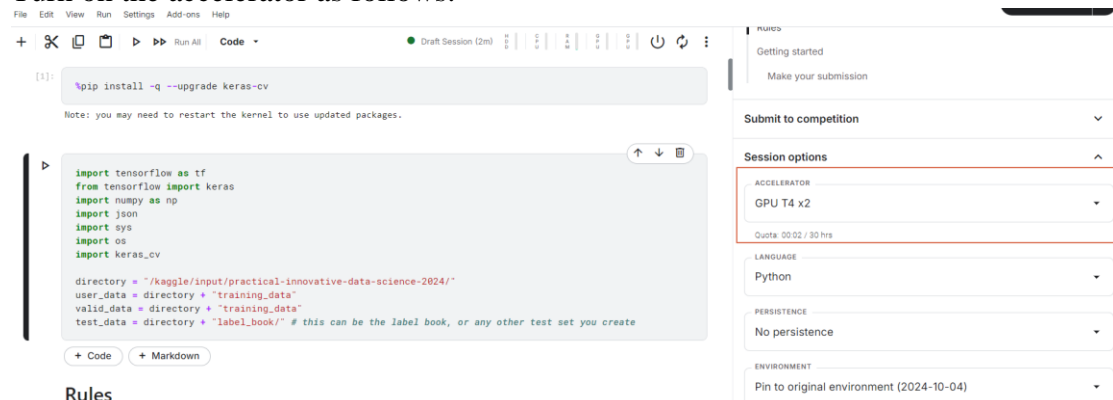 Turn on the accelerator as follows.
File Edit View Run Settings Add-ons Help
Run All Code Draft Session (2m) HDD CPU RAM GPU GPU
[1]:
%pip install -q --upgrade keras-cv
Note: you may need to restart the kernel to use updated packages.
import tensorflow as tf
from tensorflow import keras
import numpy as np
import json
import sys
import os
import keras_cv
directory = "/kaggle/input/practical-innovative-data-science-2024/"
user_data = directory + "training_data"
valid_data = directory + "training_data"
test_data = directory + "label_book/" # this can be the label book, or any other test set you create
+ Code + Markdown
Rules
Rules
Getting started
Make your submission
Submit to competition
Session options
ACCELERATOR
GPU T4 x2
Quota: 00:02 / 30 hrs
LANGUAGE
Python
PERSISTENCE
No persistence
ENVIRONMENT
Pin to original environment (2024-10-04)